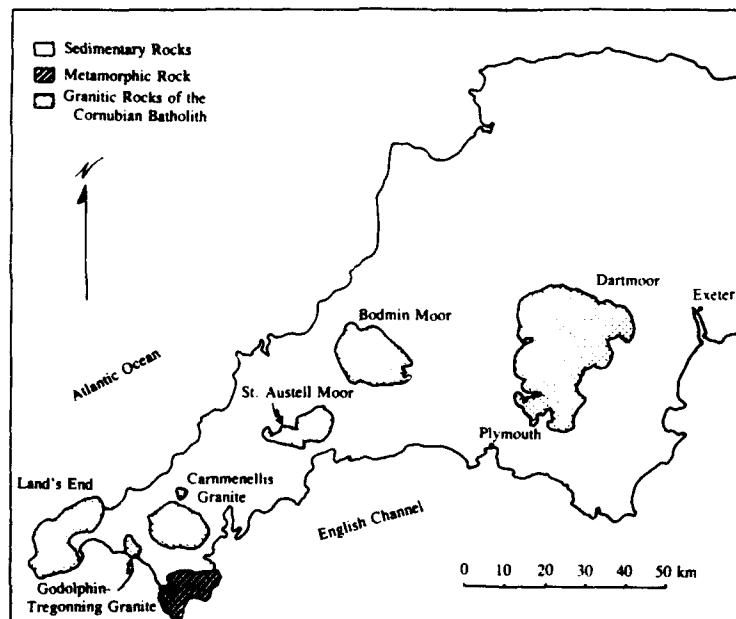 Sedimentary Rocks
Metamorphic Rock
Granitic Rocks of the
Cornubian Batholith
N
Dartmoor
Exeter
Bodmin Moor
Atlantic Ocean
St. Austell Moor
Plymouth
Land's End
Carnmenellis
Granite
English Channel
Godolphin-
Tregonning Granite
0 10 20 30 40 50 km